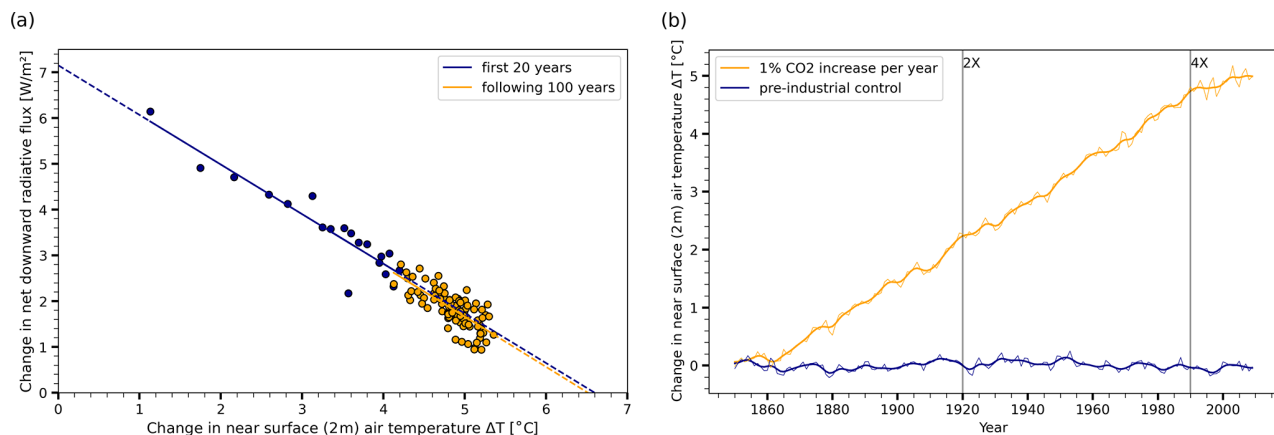 (a)
Change in net downward radiative flux [W/m²]
7
6
5
4
3
2
1
0
first 20 years
following 100 years
0 1 2 3 4 5 6 7
Change in near surface (2m) air temperature ΔT [°C]
(b)
Change in near surface (2m) air temperature ΔT [°C]
5
4
3
2
1
0
1% CO2 increase per year
pre-industrial control
2X
4X
1860 1880 1900 1920 1940 1960 1980 2000
Year